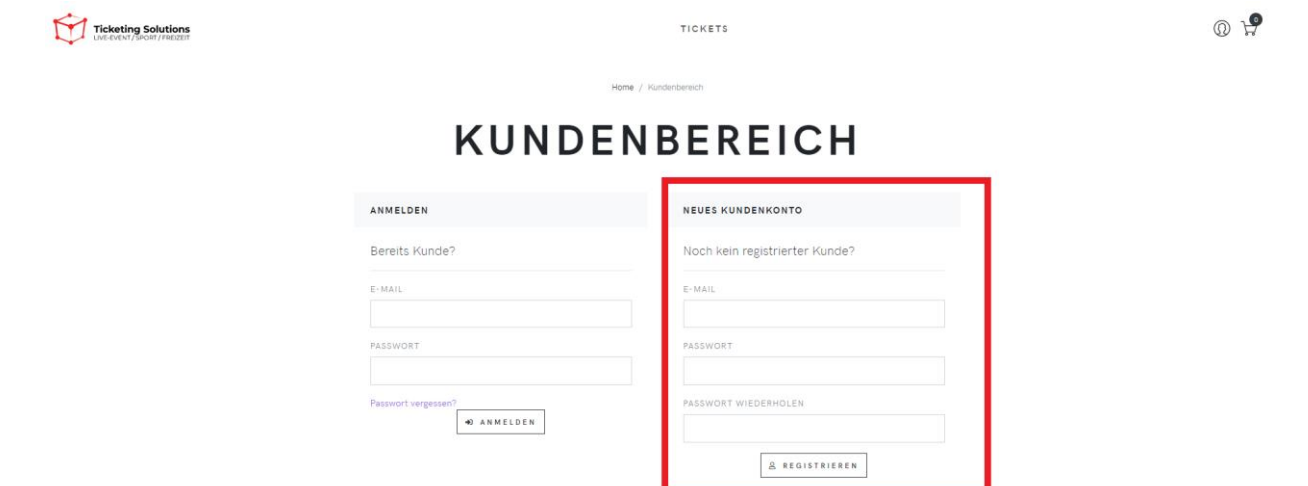 Ticketing Solutions
LIVE-EVENT / SPORT / FREIZEIT
TICKETS
0
Home / Kundenbereich
KUNDENBEREICH
ANMELDEN
Bereits Kunde?
E-MAIL
PASSWORT
Passwort vergessen?
ANMELDEN
NEUES KUNDENKONTO
Noch kein registrierter Kunde?
E-MAIL
PASSWORT
PASSWORT WIEDERHOLEN
REGISTRIEREN